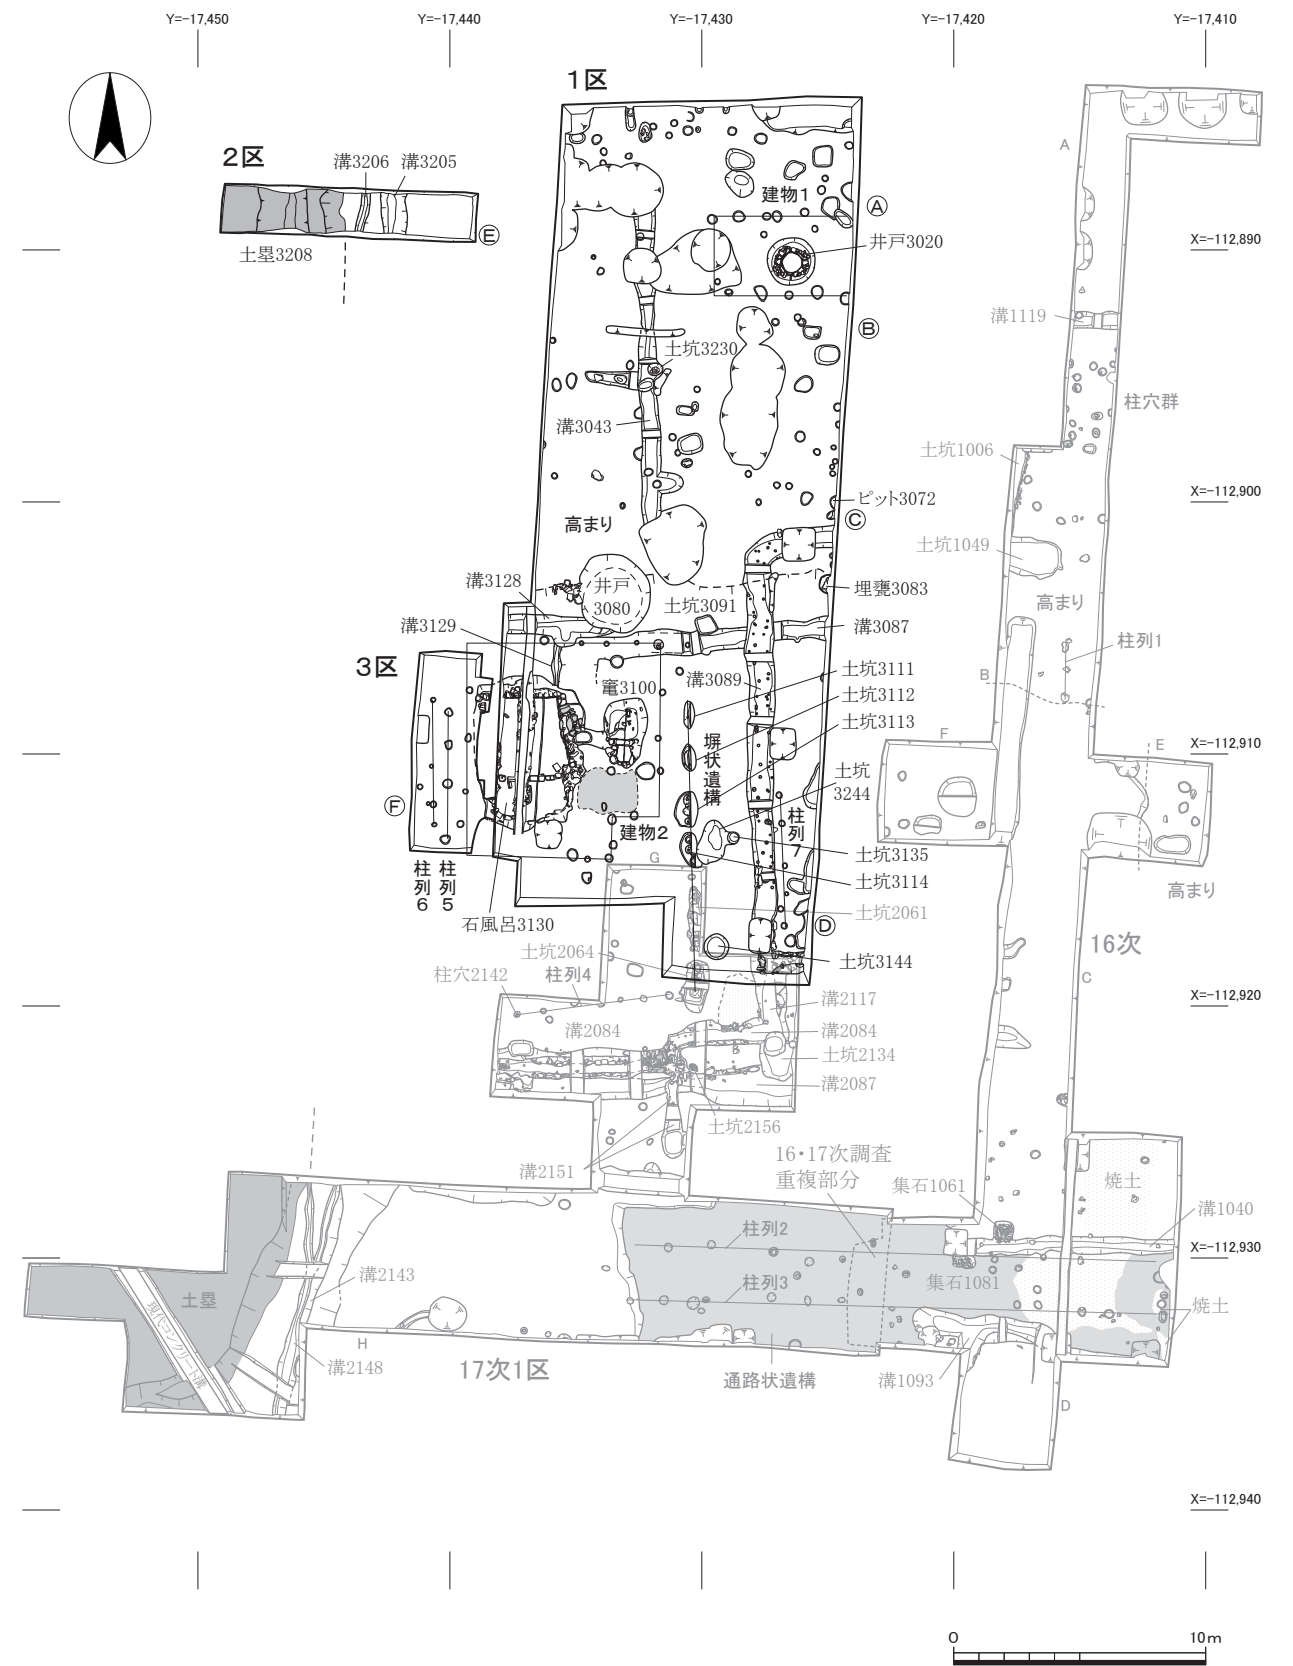 Y=-17,450
Y=-17,440
Y=-17,430
Y=-17,420
Y=-17,410
1区
2区
溝3206
溝3205
土塁3208
Ⓔ
建物1
Ⓐ
井戸3020
A
X=-112,890
Ⓑ
溝1119
土坑3230
柱穴群
溝3043
土坑1006
X=-112,900
ピット3072
Ⓒ
高まり
土坑1049
溝3128
井戸
3080
土坑3091
埋甕3083
高まり
溝3129
溝3087
柱列1
3区
竃3100
溝3089
土坑3111
土坑3112
土坑3113
B
塀状遺構
F
E
X=-112,910
土坑
3244
Ⓕ
建物2
柱列7
土坑3135
G
柱列6
柱列5
土坑3114
高まり
石風呂3130
土坑2061
Ⓓ
16次
土坑2064
土坑3144
柱穴2142
柱列4
C
溝2117
X=-112,920
溝2084
溝2084
土坑2134
溝2087
土坑2156
溝2151
16・17次調査
重複部分
集石1061
焼土
溝1040
柱列2
X=-112,930
溝2143
土塁
柱列3
集石1081
焼土
現代コンクリート溝
H
溝2148
17次1区
通路状遺構
溝1093
D
X=-112,940
0
10m